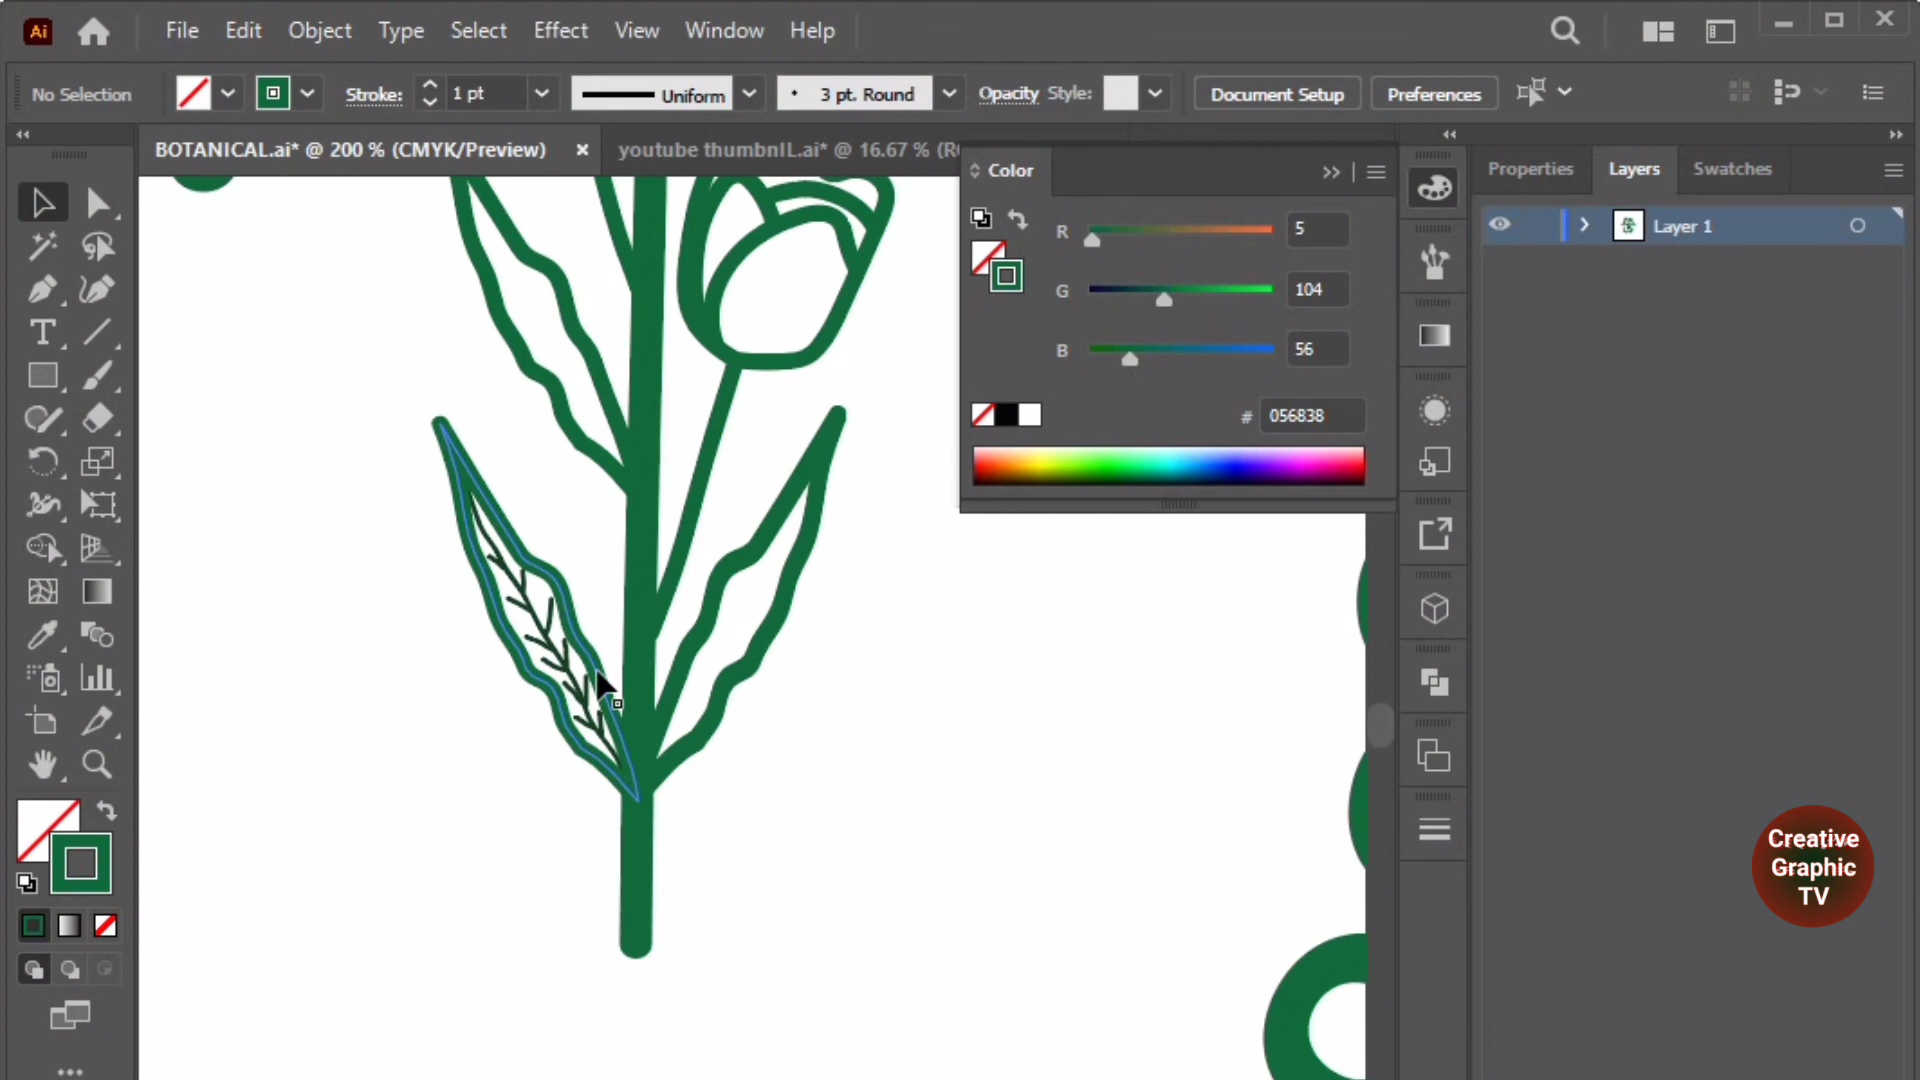 Ai File Edit Object Type Select Effect View Window Help
No Selection Stroke: 1 pt Uniform 3 pt. Round Opacity Style: Document Setup Preferences
BOTANICAL.ai* @ 200 % (CMYK/Preview) × youtube thumbnIL.ai* @ 16.67 %
Color
R 5
G 104
B 56
# 056838
Properties Layers Swatches
Layer 1
Creative
Graphic
TV